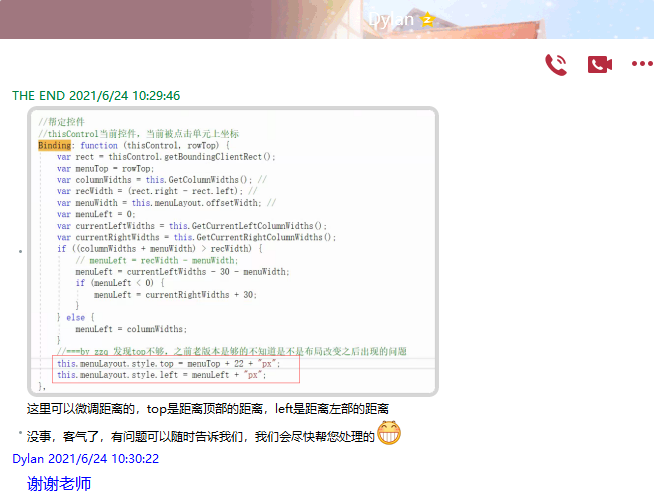 Dylan
THE END 2021/6/24 10:29:46
//帮定控件
//thisControl当前控件，当前被点击单元上坐标
Binding: function (thisControl, rowTop) {
var rect = thisControl.getBoundingClientRect();
var menuTop = rowTop;
var columnWidths = this.GetColumnWidths(); //
var recWidth = (rect.right - rect.left); //
var menuWidth = this.menuLayout.offsetWidth; //
var menuLeft = 0;
var currentLeftWidths = this.GetCurrentLeftColumnWidths();
var currentRightWidths = this.GetCurrentRightColumnWidths();
if ((columnWidths + menuWidth) > recWidth) {
// menuLeft = recWidth - menuWidth;
menuLeft = currentLeftWidths - 30 - menuWidth;
if (menuLeft < 0) {
menuLeft = currentRightWidths + 30;
}
} else {
menuLeft = columnWidths;
}
//===by zzq 发现top不够，之前老版本是够的不知道是不是布局改变之后出现的问题
this.menuLayout.style.top = menuTop + 22 + "px";
this.menuLayout.style.left = menuLeft + "px";
},
这里可以微调距离的，top是距离顶部的距离，left是距离左部的距离
没事，客气了，有问题可以随时告诉我们，我们会尽快帮您处理的
Dylan 2021/6/24 10:30:22
谢谢老师